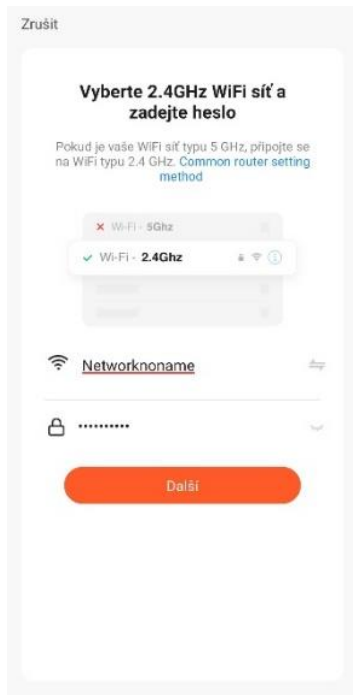 Zrušit
Vyberte 2.4GHz WiFi síť a
zadejte heslo
Pokud je vaše WiFi síť typu 5 GHz, připojte se
na WiFi typu 2.4 GHz. Common router setting
method
Wi-Fi - 5Ghz
Wi-Fi - 2.4Ghz
Networknoname
••••••••••
Další